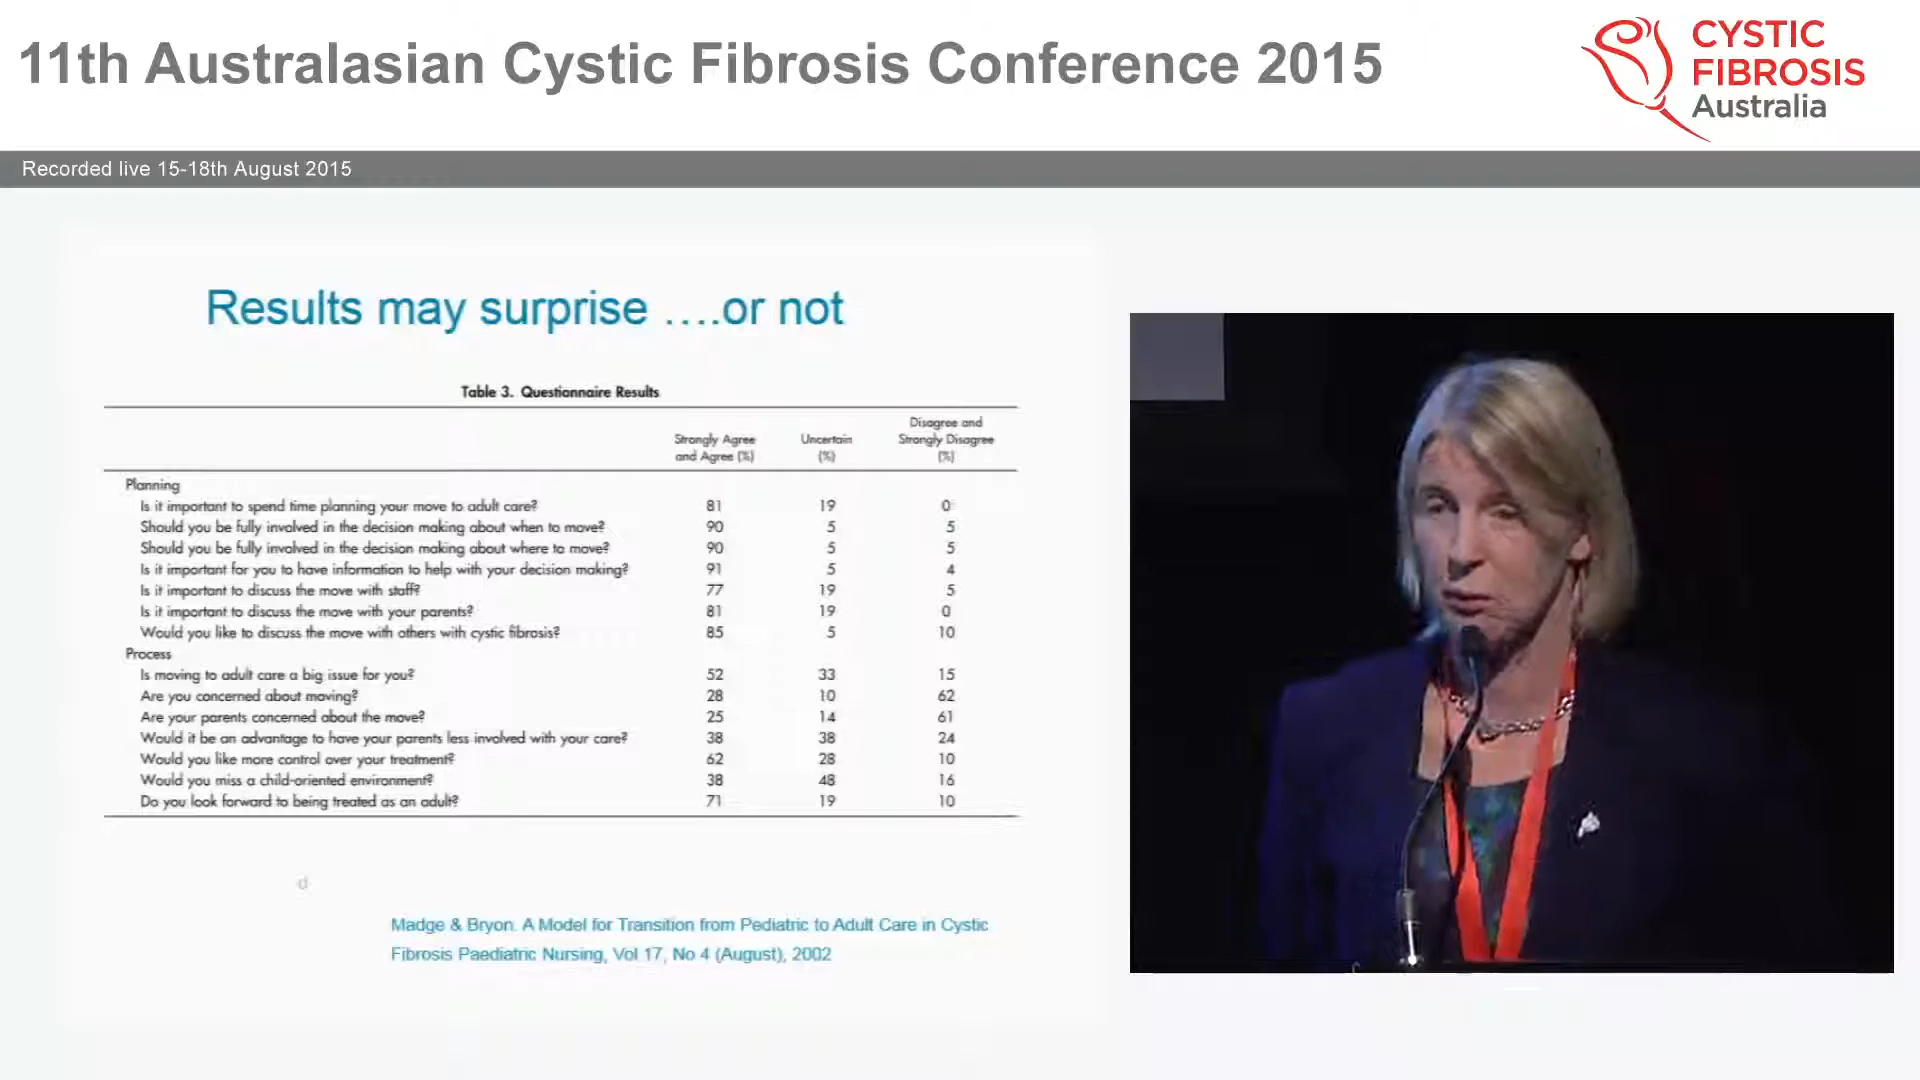 11th Australasian Cystic Fibrosis Conference 2015
CYSTIC
FIBROSIS
Australia
Recorded live 15-18th August 2015
Results may surprise ....or not
Table 3. Questionnaire Results
Strongly Agree and Agree (%) Uncertain (%) Disagree and Strongly Disagree (%)
Planning
Is it important to spend time planning your move to adult care? 81 19 0
Should you be fully involved in the decision making about when to move? 90 5 5
Should you be fully involved in the decision making about where to move? 90 5 5
Is it important for you to have information to help with your decision making? 91 5 4
Is it important to discuss the move with staff? 77 19 5
Is it important to discuss the move with your parents? 81 19 0
Would you like to discuss the move with others with cystic fibrosis? 85 5 10
Process
Is moving to adult care a big issue for you? 52 33 15
Are you concerned about moving? 28 10 62
Are your parents concerned about the move? 25 14 61
Would it be an advantage to have your parents less involved with your care? 38 38 24
Would you like more control over your treatment? 62 28 10
Would you miss a child-oriented environment? 38 48 16
Do you look forward to being treated as an adult? 71 19 10
d
Madge & Bryon. A Model for Transition from Pediatric to Adult Care in Cystic
Fibrosis Paediatric Nursing, Vol 17, No 4 (August), 2002